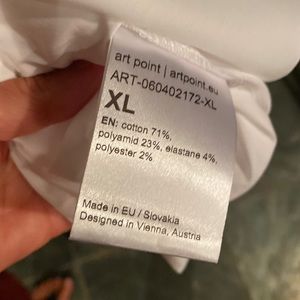 art point | artpoint.eu
ART-060402172-XL
XL
EN: cotton 71%,
polyamid 23%, elastane 4%,
polyester 2%
Made in EU / Slovakia
Designed in Vienna, Austria